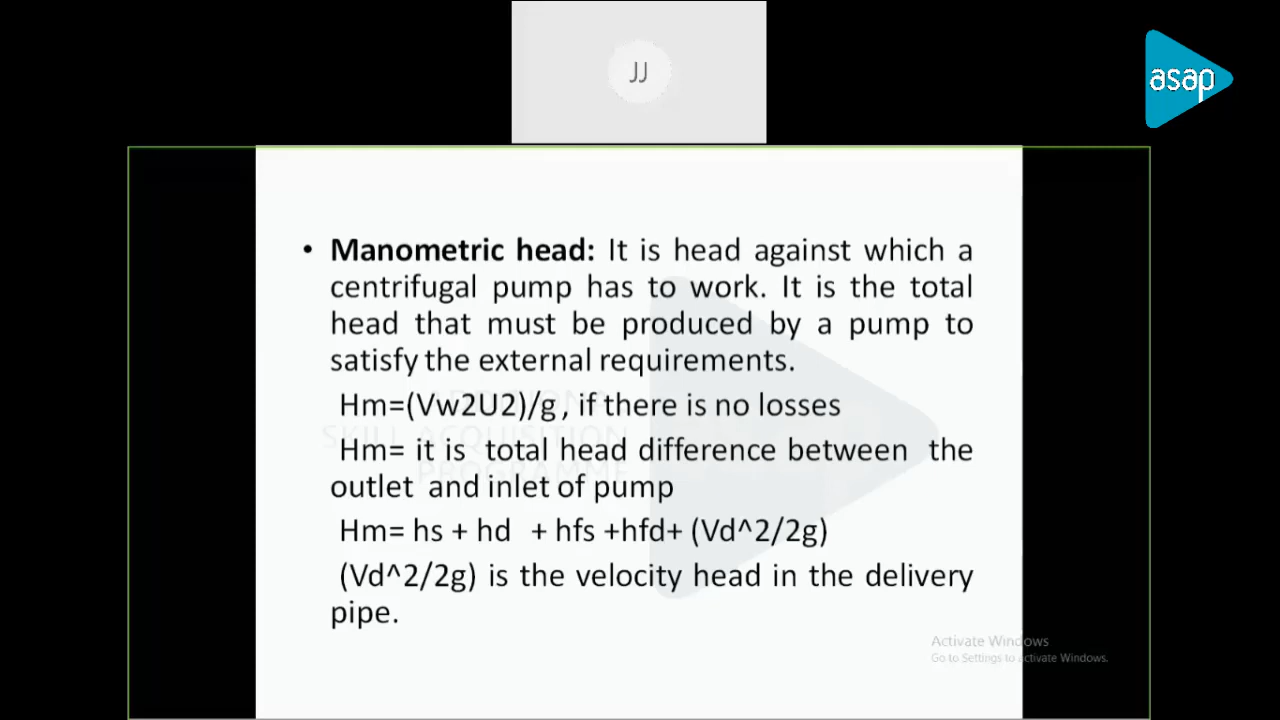 JJ
asap
• Manometric head: It is head against which a
centrifugal pump has to work. It is the total
head that must be produced by a pump to
satisfy the external requirements.
Hm=(Vw2U2)/g , if there is no losses
Hm= it is total head difference between the
outlet and inlet of pump
Hm= hs + hd + hfs +hfd+ (Vd^2/2g)
(Vd^2/2g) is the velocity head in the delivery
pipe.
SKILL ACQUISITION
PROGRAMME
Activate Windows
Go to Settings to activate Windows.